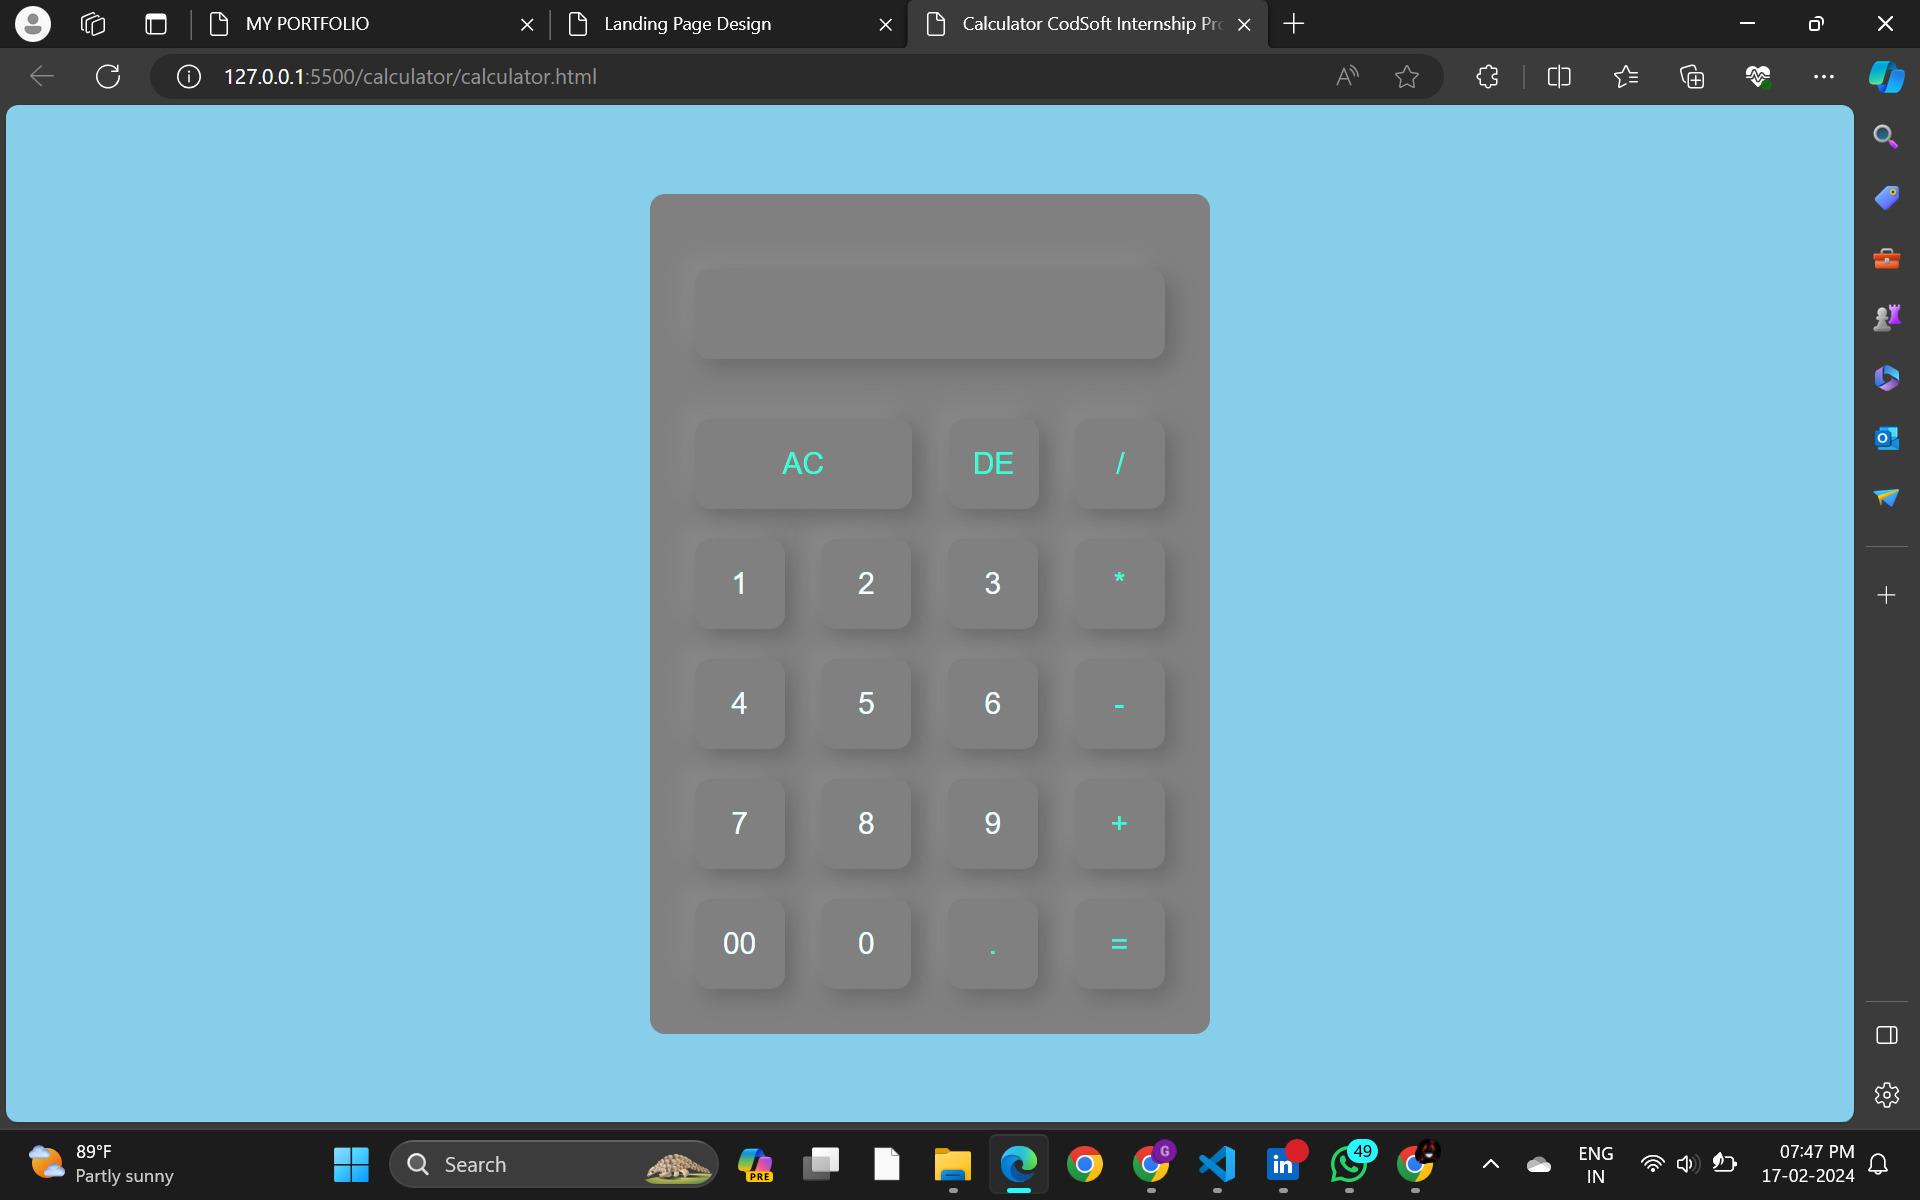 MY PORTFOLIO
Landing Page Design
Calculator CodSoft Internship Pr
127.0.0.1:5500/calculator/calculator.html
AC DE /
1 2 3 *
4 5 6 -
7 8 9 +
00 0 . =
89°F
Partly sunny
Search
PRE
G
in
49
ENG
IN
07:47 PM
17-02-2024